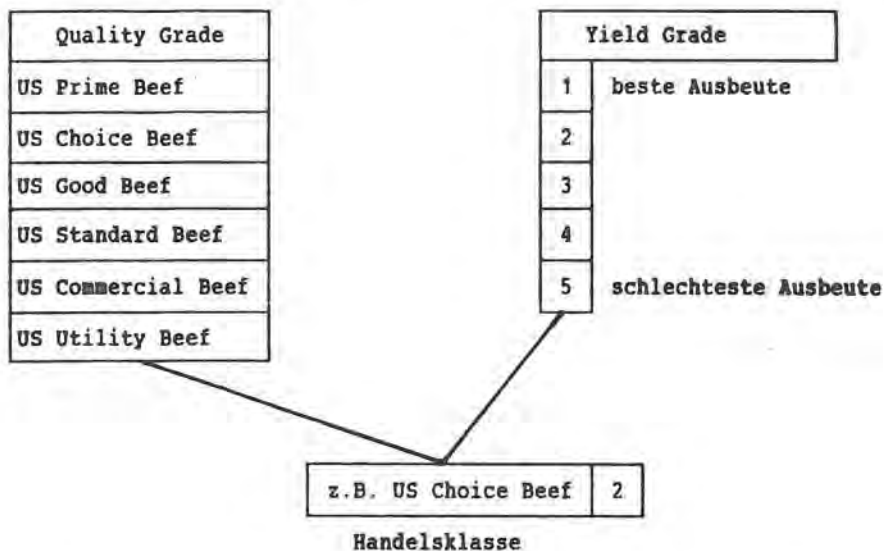 Quality Grade
US Prime Beef
US Choice Beef
US Good Beef
US Standard Beef
US Commercial Beef
US Utility Beef
Yield Grade
1 beste Ausbeute
2
3
4
5 schlechteste Ausbeute
z.B. US Choice Beef 2
Handelsklasse